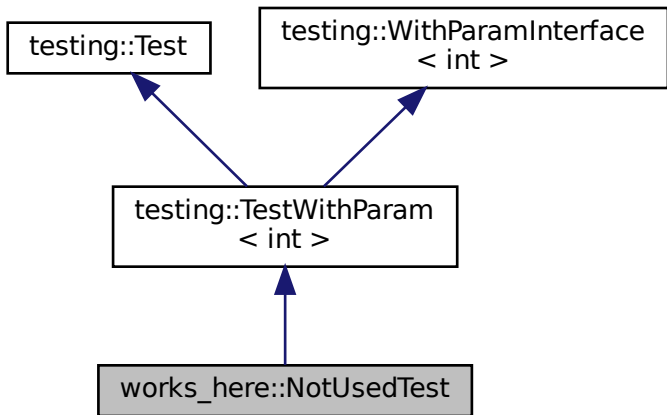 testing::Test
testing::WithParamInterface
< int >
testing::TestWithParam
< int >
works_here::NotUsedTest